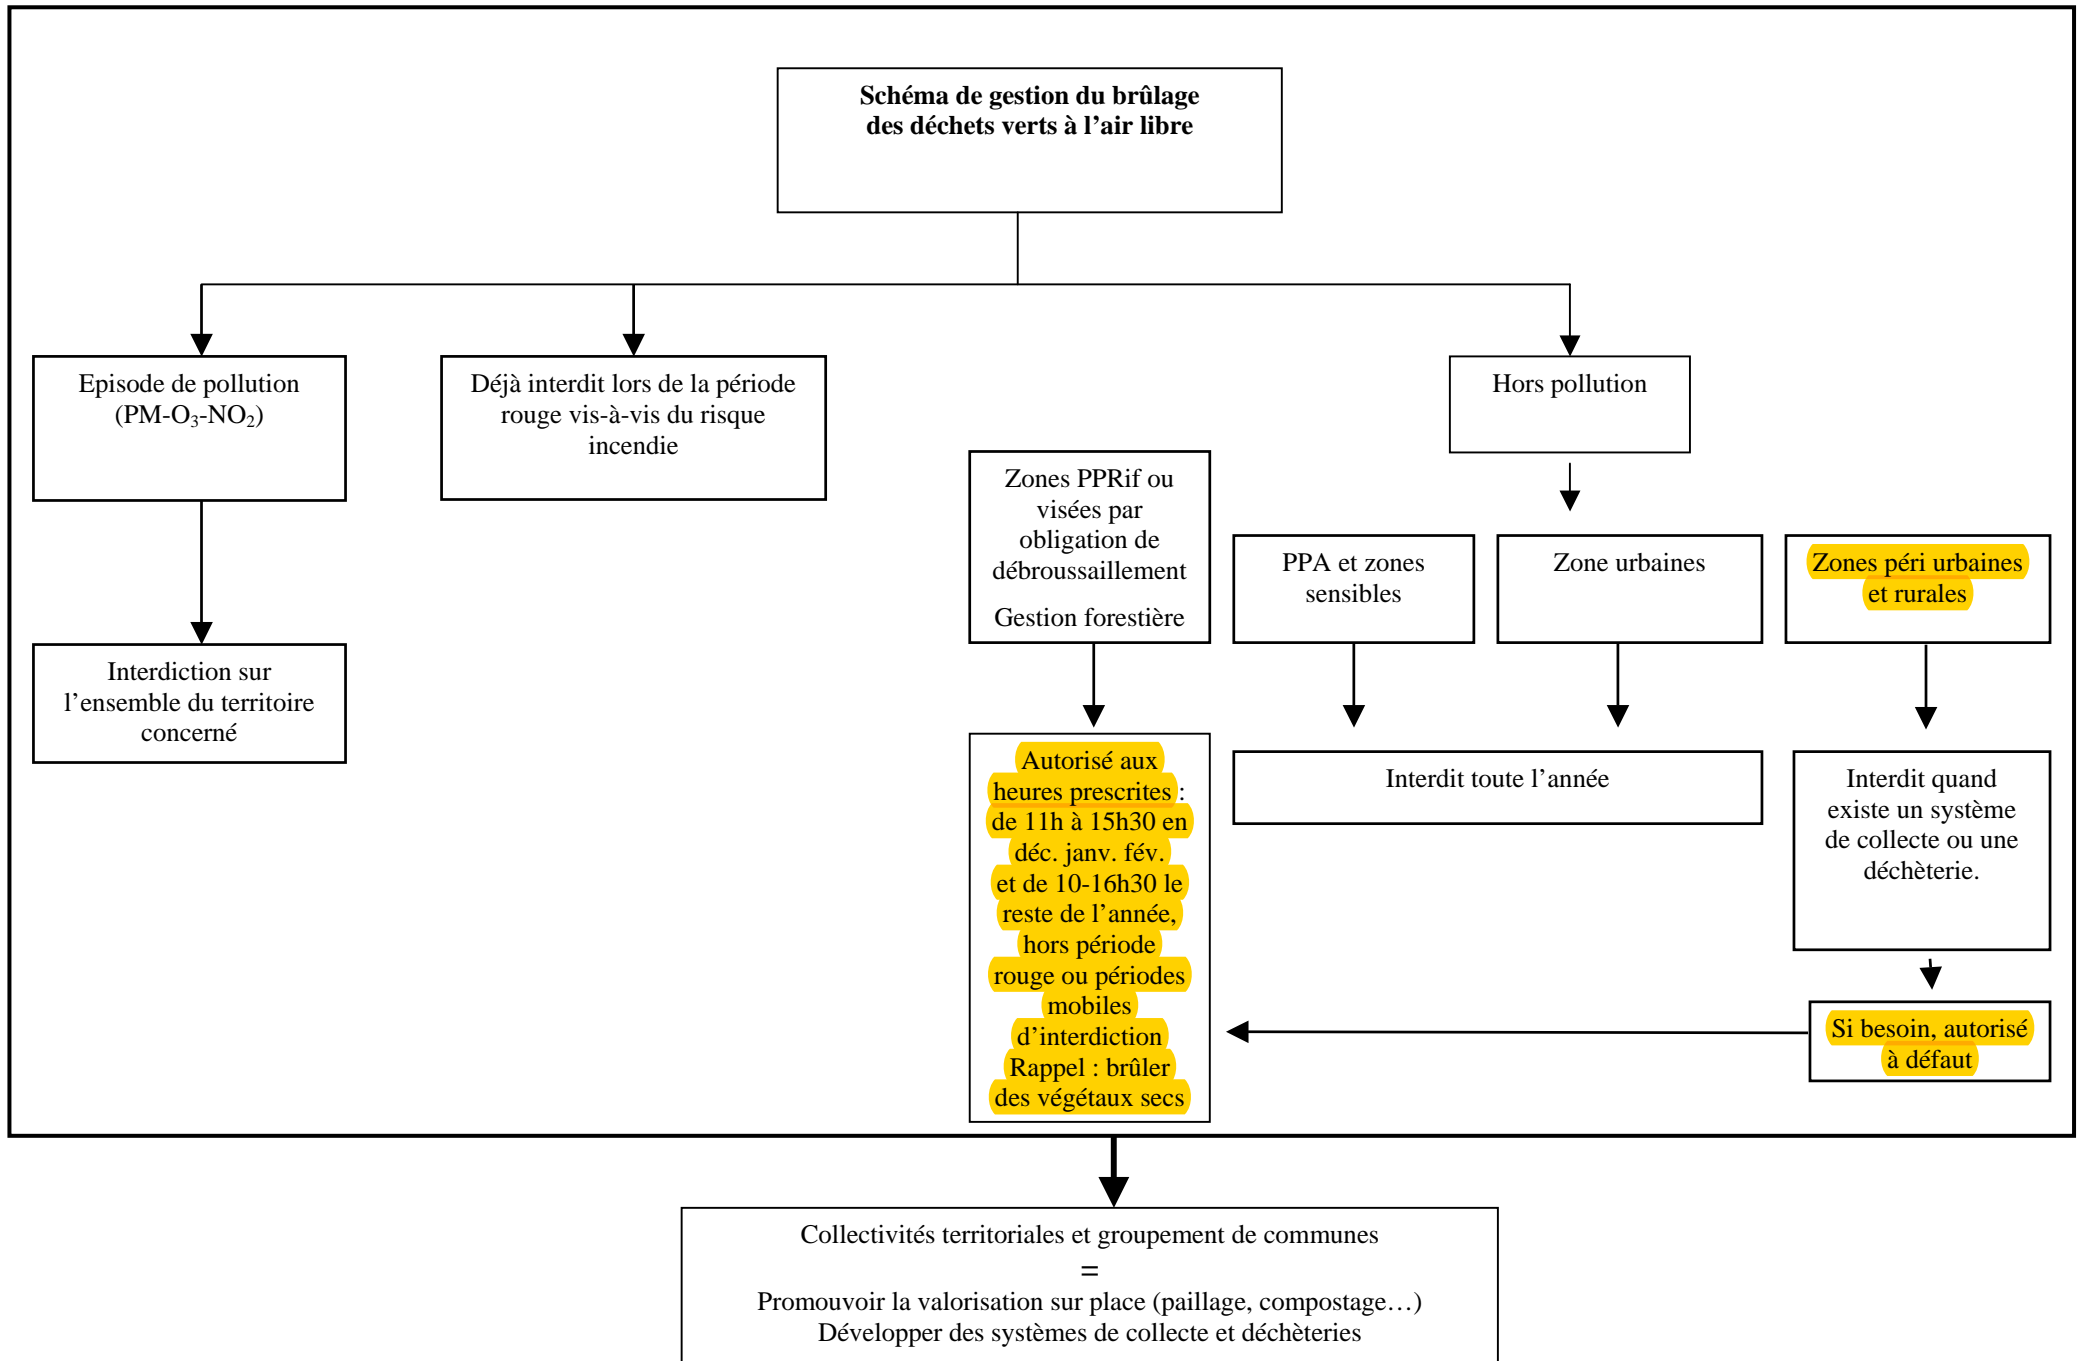 Schéma de gestion du brûlage
des déchets verts à l’air libre
Episode de pollution
(PM-O₃-NO₂)
Déjà interdit lors de la période
rouge vis-à-vis du risque
incendie
Hors pollution
Zones PPRif ou
visées par
obligation de
débroussaillement
Gestion forestière
PPA et zones
sensibles
Zone urbaines
Zones péri urbaines
et rurales
Interdiction sur
l’ensemble du territoire
concerné
Autorisé aux
heures prescrites :
de 11h à 15h30 en
déc. janv. fév.
et de 10-16h30 le
reste de l’année,
hors période
rouge ou périodes
mobiles
d’interdiction
Rappel : brûler
des végétaux secs
Interdit toute l’année
Interdit quand
existe un système
de collecte ou une
déchèterie.
Si besoin, autorisé
à défaut
Collectivités territoriales et groupement de communes
=
Promouvoir la valorisation sur place (paillage, compostage…)
Développer des systèmes de collecte et déchèteries